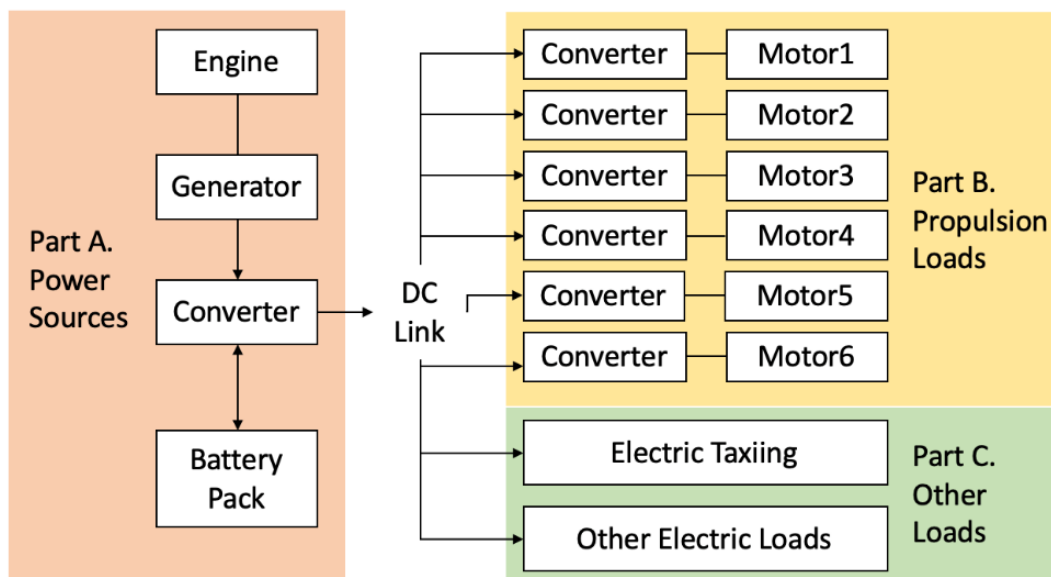 Engine
Generator
Part A.
Power
Sources
Converter
Battery
Pack
DC
Link
Converter
Motor1
Converter
Motor2
Converter
Motor3
Converter
Motor4
Converter
Motor5
Converter
Motor6
Part B.
Propulsion
Loads
Electric Taxiing
Other Electric Loads
Part C.
Other
Loads